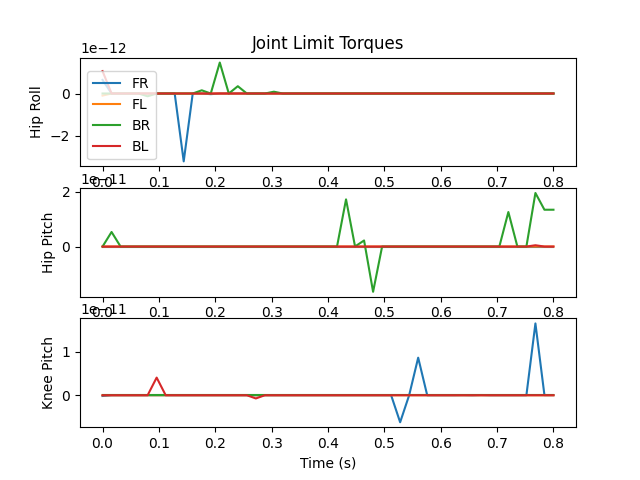 Joint Limit Torques
1e−12
Hip Roll
0
−2
FR
FL
BR
BL
0.0 0.1 0.2 0.3 0.4 0.5 0.6 0.7 0.8
1e−11
Hip Pitch
2
0
0.0 0.1 0.2 0.3 0.4 0.5 0.6 0.7 0.8
1e−11
Knee Pitch
1
0
0.0 0.1 0.2 0.3 0.4 0.5 0.6 0.7 0.8
Time (s)